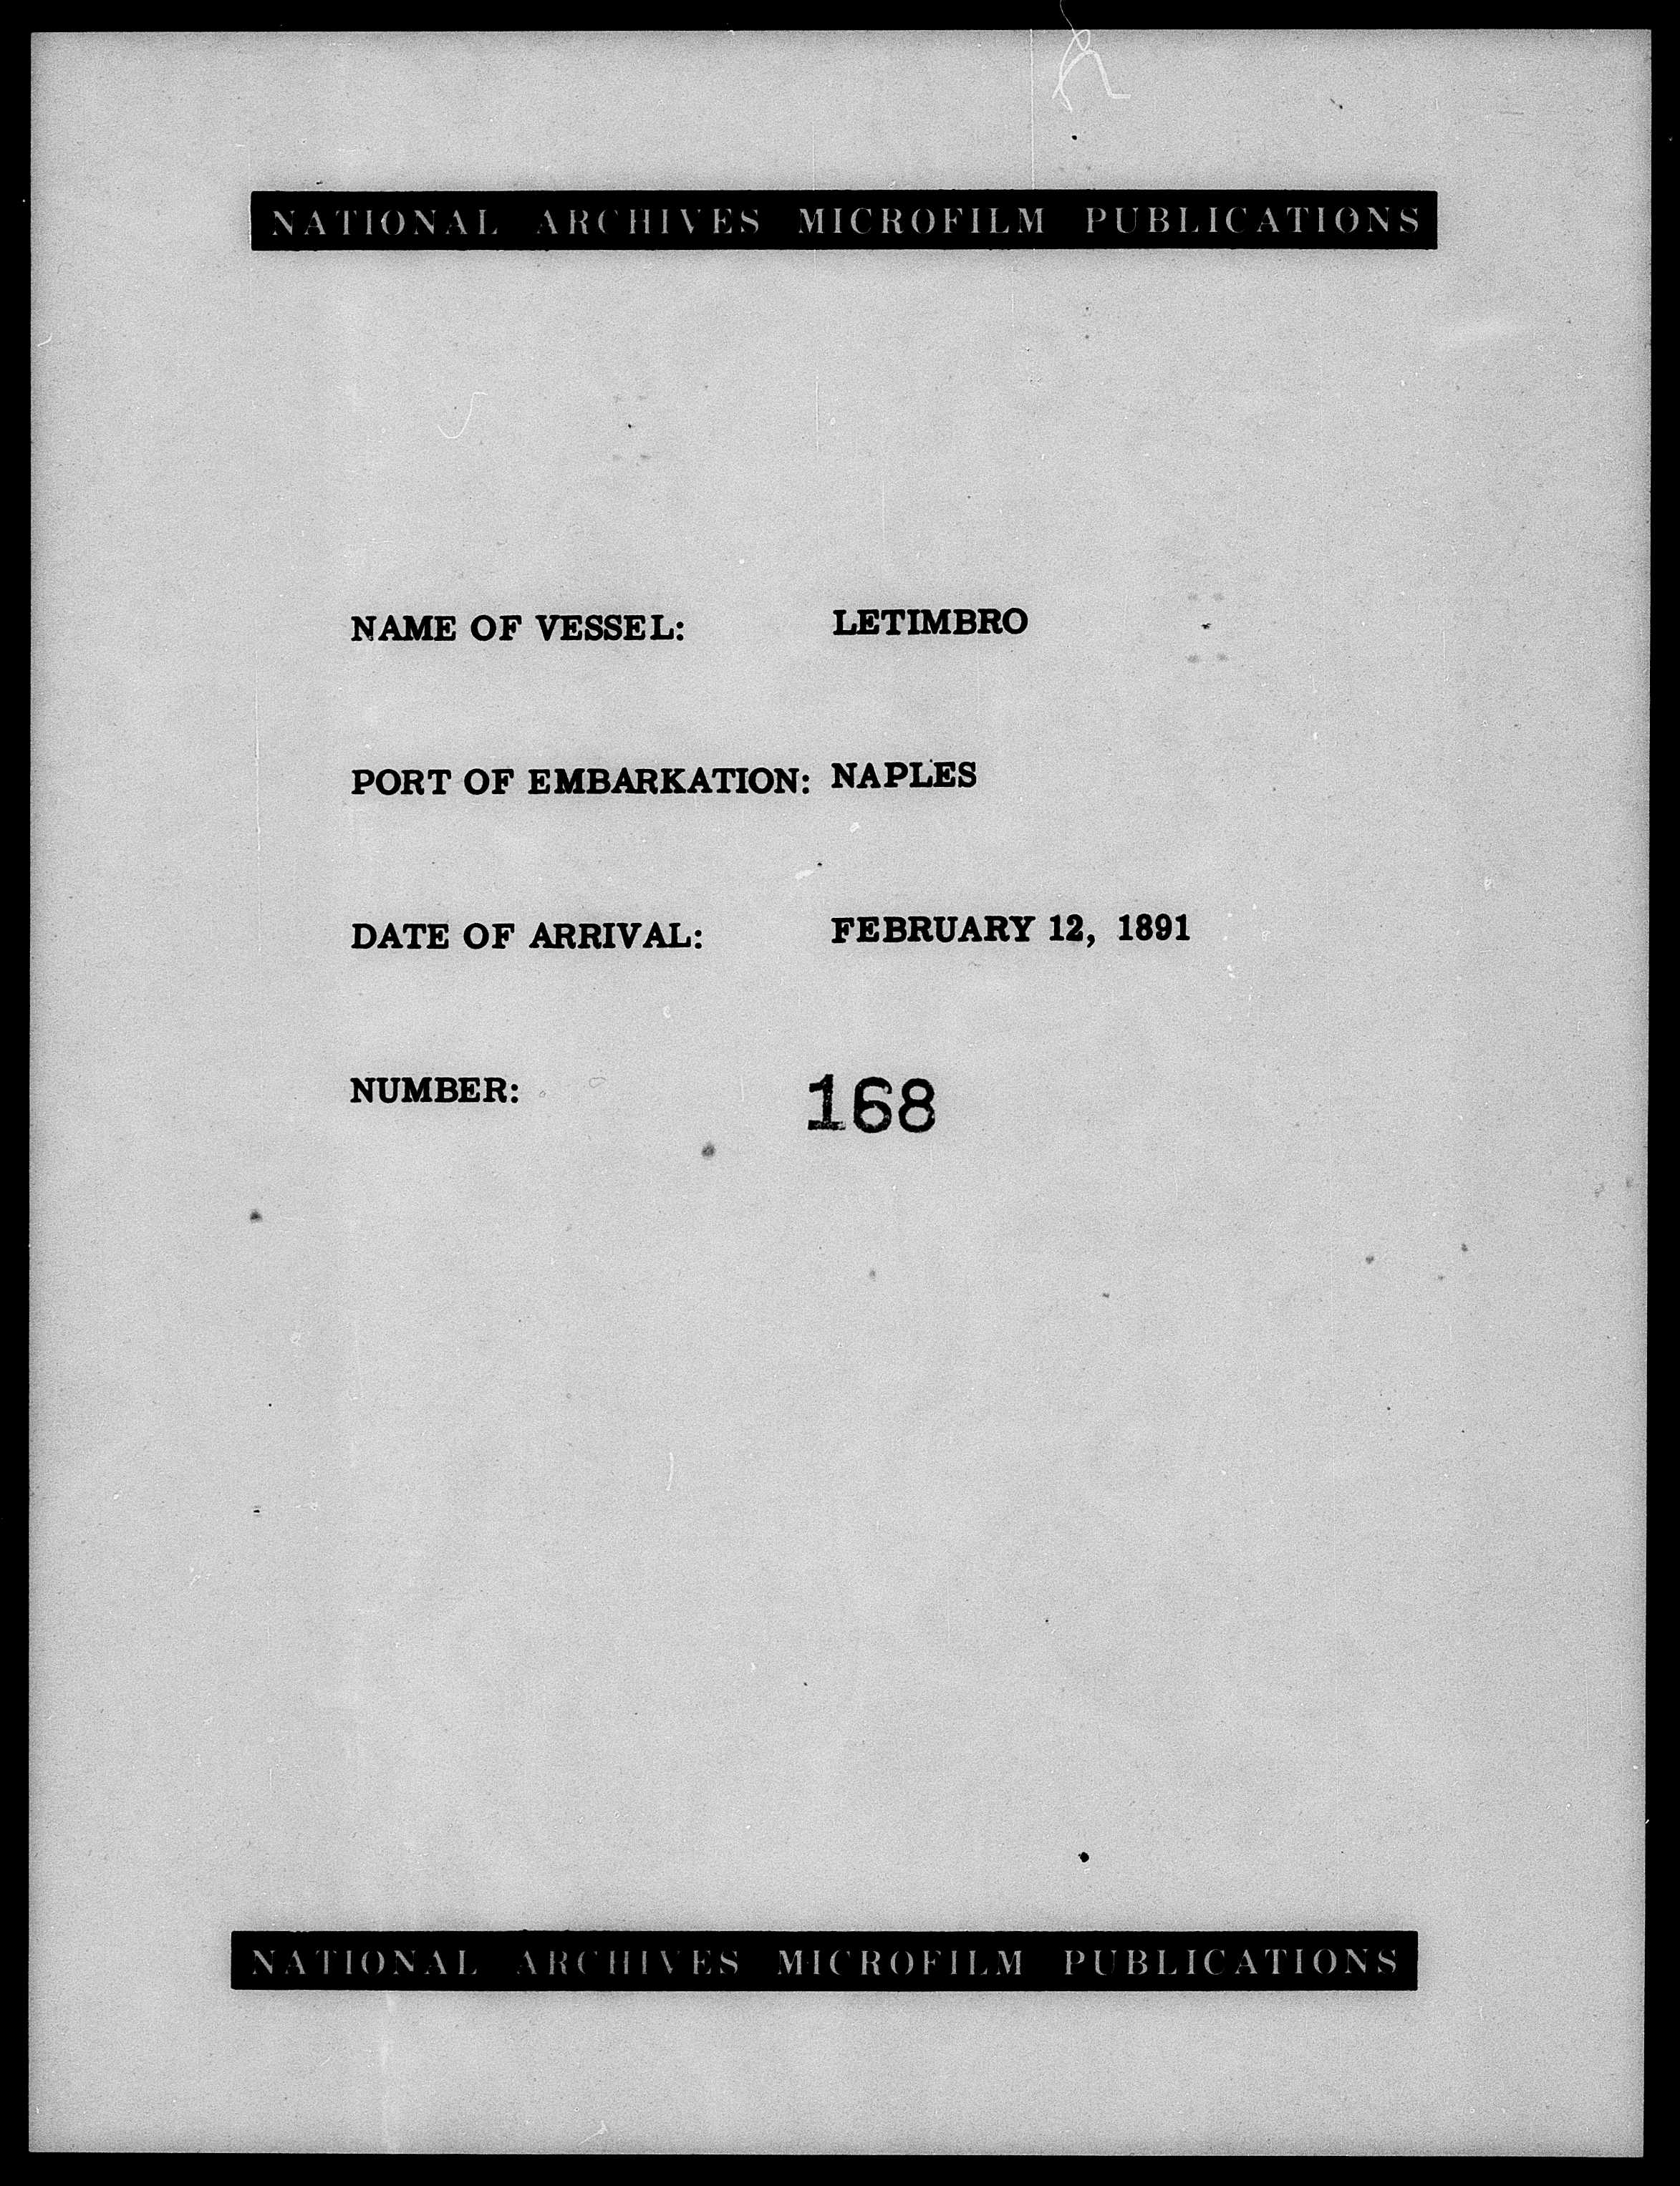 NATIONAL ARCHIVES MICROFILM PUBLICATIONS
NAME OF VESSEL: LETIMBRO
PORT OF EMBARKATION: NAPLES
DATE OF ARRIVAL: FEBRUARY 12, 1891
NUMBER: 168
NATIONAL ARCHIVES MICROFILM PUBLICATIONS